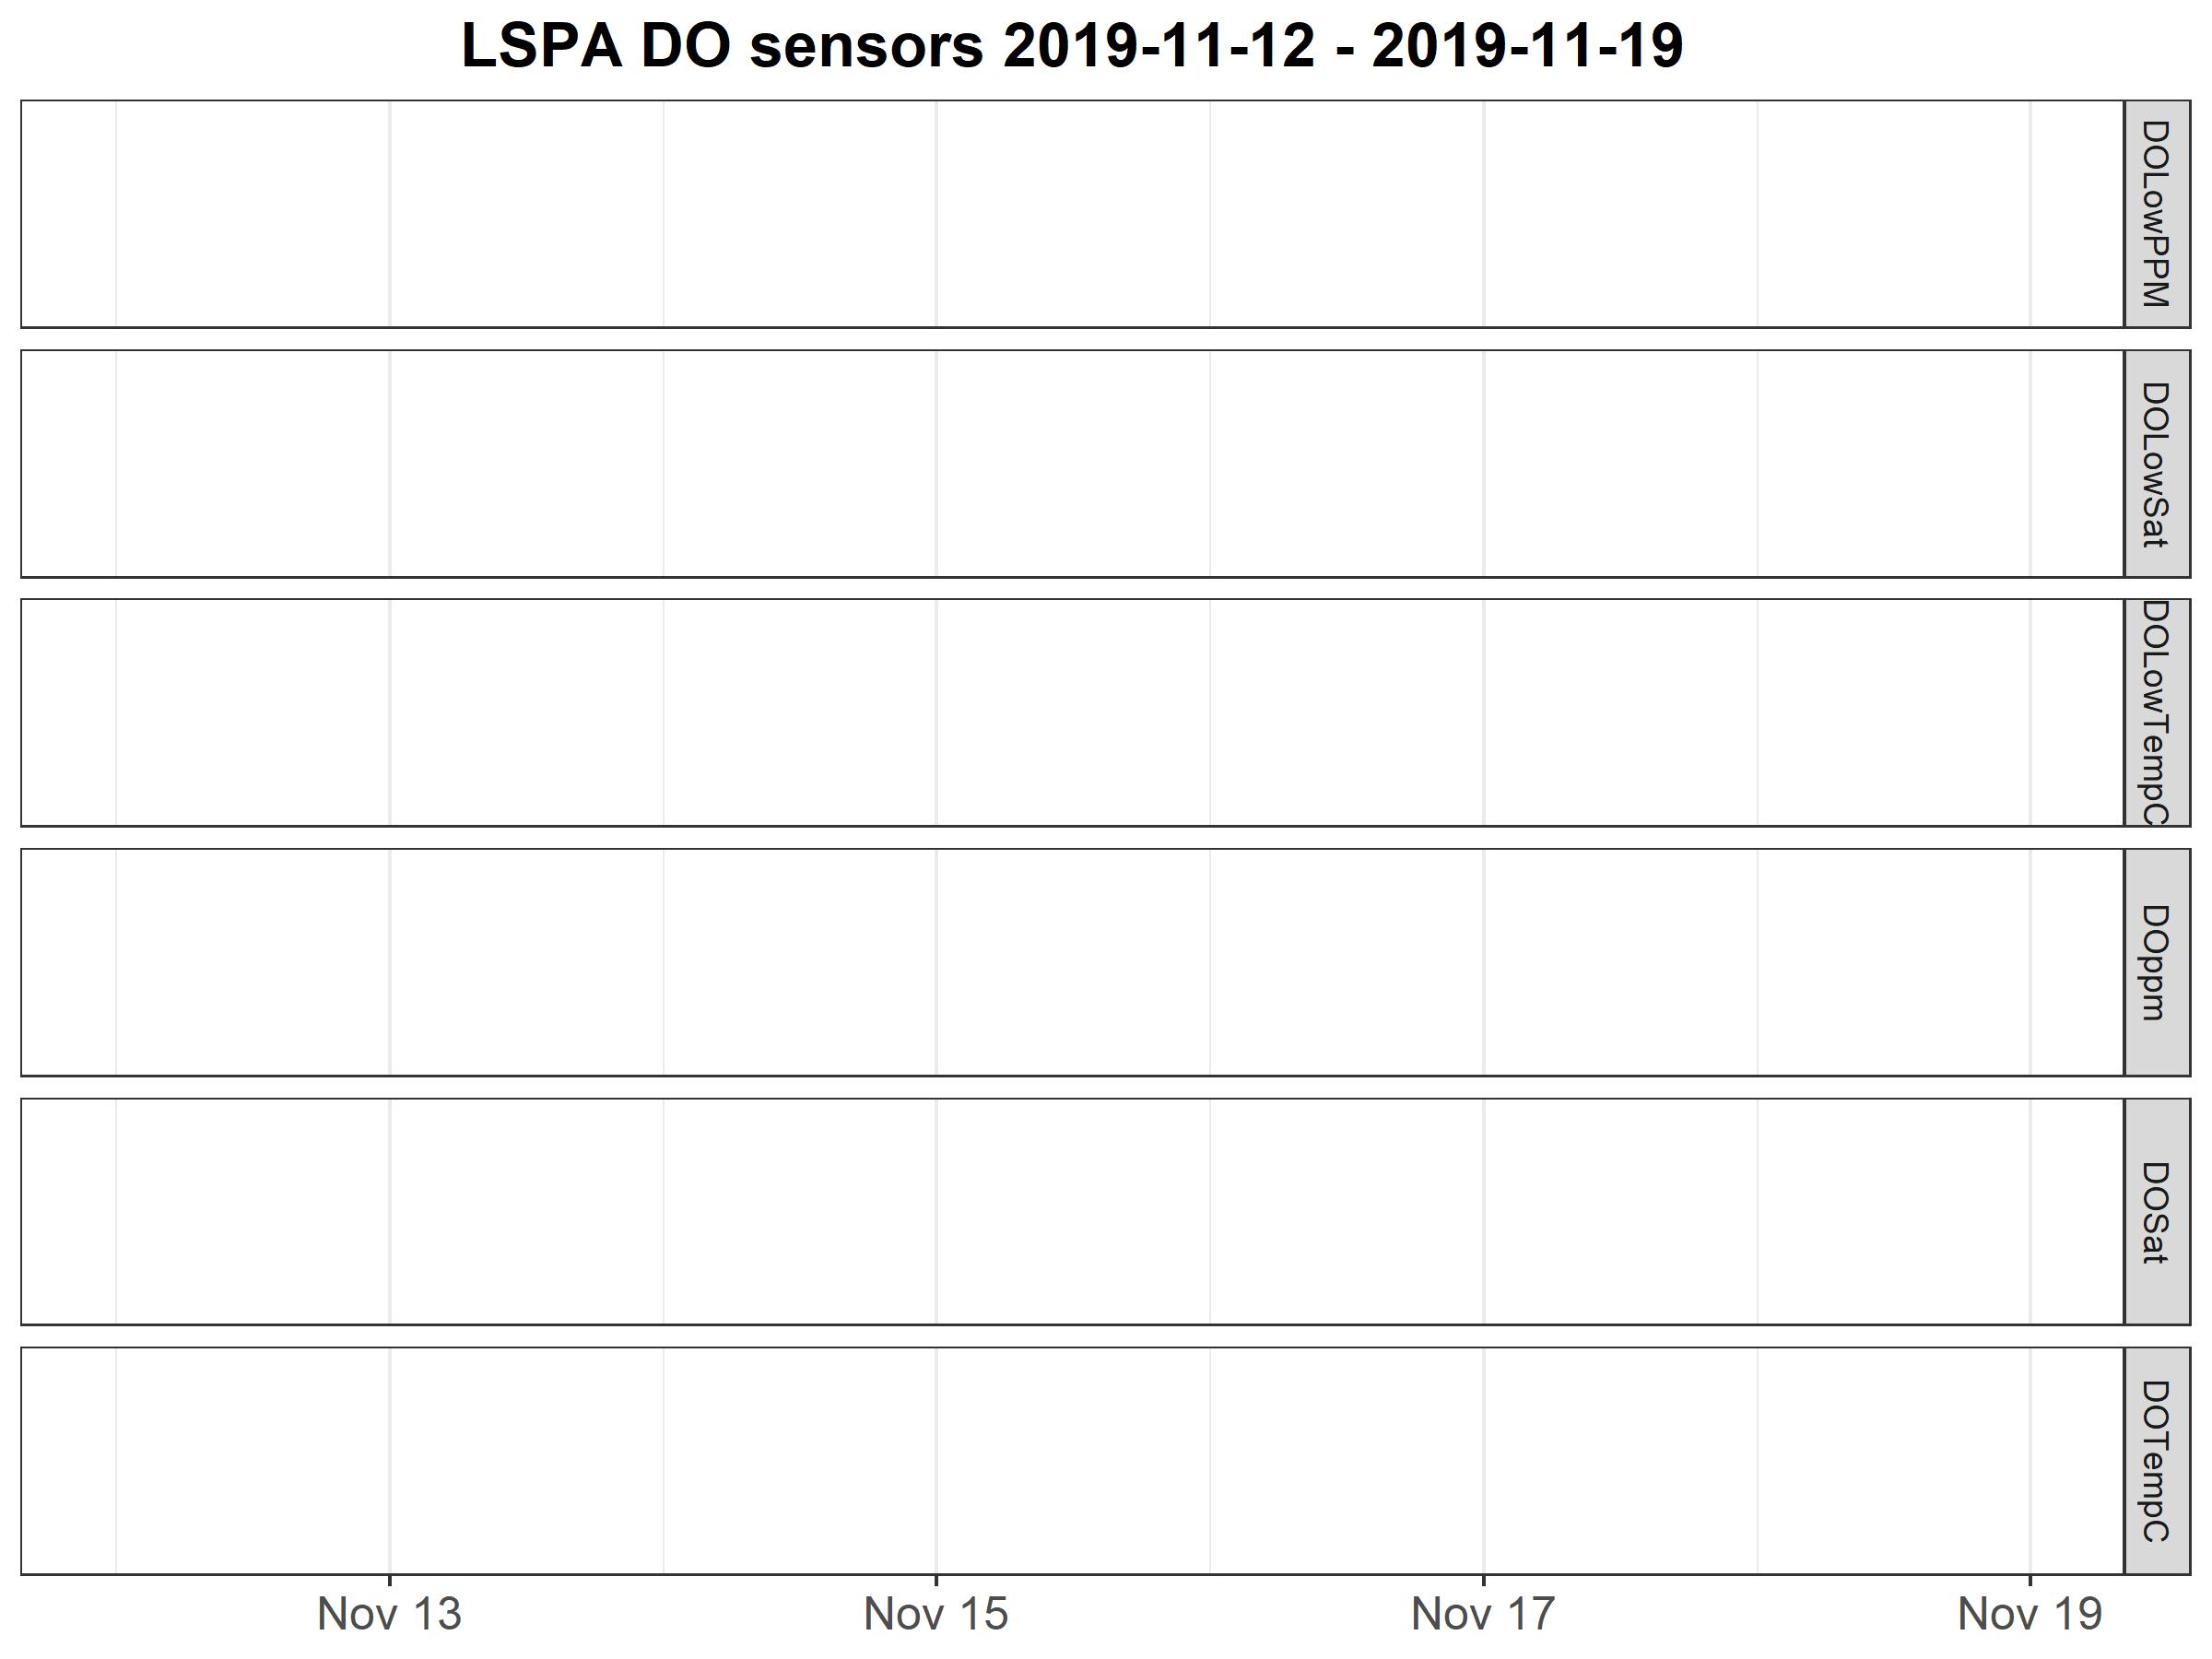 LSPA DO sensors 2019-11-12 - 2019-11-19
DOLowPPM
DOLowSat
DOLowTempC
DOppm
DOSat
DOTempC
Nov 13 Nov 15 Nov 17 Nov 19